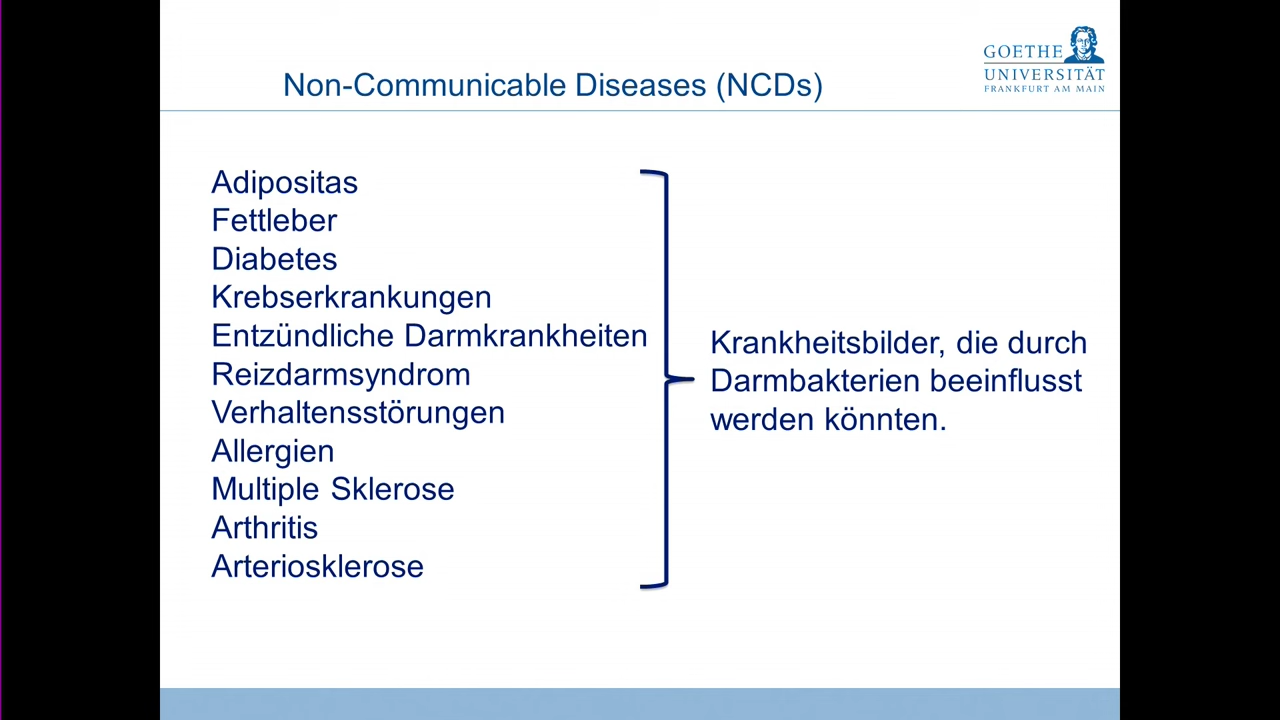 Non-Communicable Diseases (NCDs)
GOETHE
UNIVERSITÄT
FRANKFURT AM MAIN
Adipositas
Fettleber
Diabetes
Krebserkrankungen
Entzündliche Darmkrankheiten
Reizdarmsyndrom
Verhaltensstörungen
Allergien
Multiple Sklerose
Arthritis
Arteriosklerose
Krankheitsbilder, die durch
Darmbakterien beeinflusst
werden könnten.